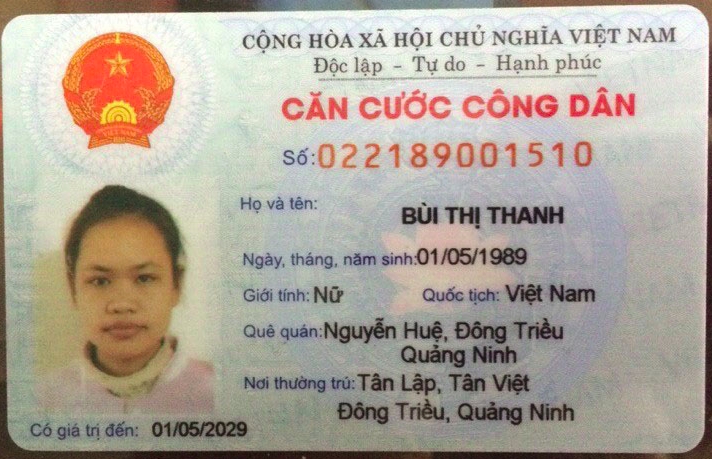 CỘNG HÒA XÃ HỘI CHỦ NGHĨA VIỆT NAM
Độc lập - Tự do - Hạnh phúc
CĂN CƯỚC CÔNG DÂN
Số: 022189001510
Họ và tên:
BÙI THỊ THANH
Ngày, tháng, năm sinh: 01/05/1989
Giới tính: Nữ Quốc tịch: Việt Nam
Quê quán: Nguyễn Huệ, Đông Triều
Quảng Ninh
Nơi thường trú: Tân Lập, Tân Việt
Đông Triều, Quảng Ninh
Có giá trị đến: 01/05/2029